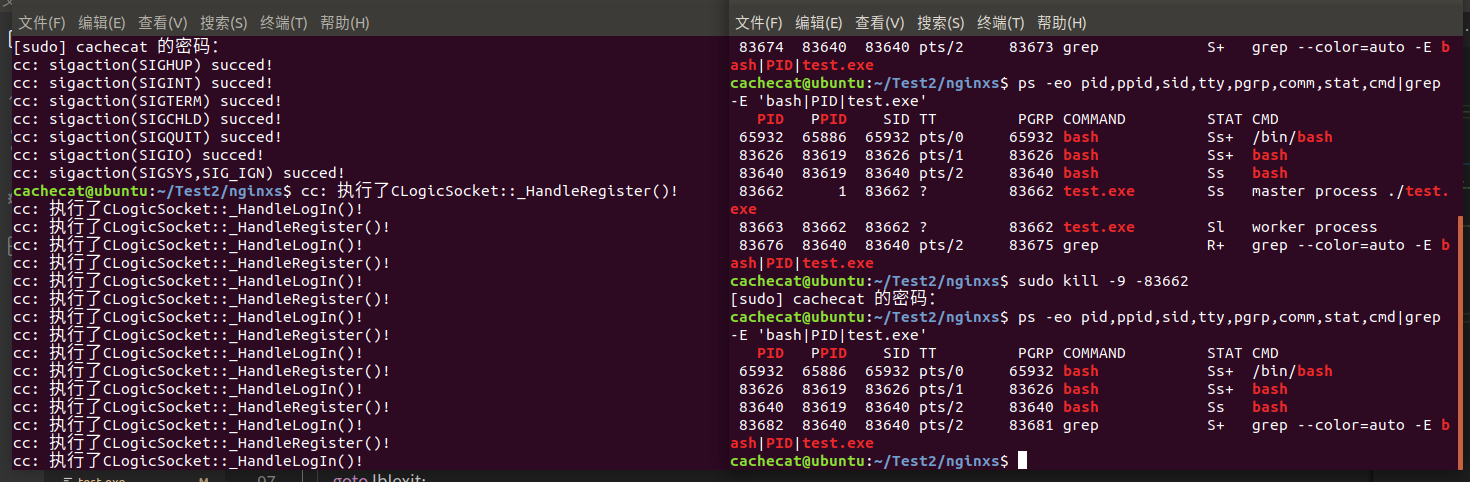 文件(F) 编辑(E) 查看(V) 搜索(S) 终端(T) 帮助(H)
[sudo] cachecat 的密码：
cc: sigaction(SIGHUP) succed!
cc: sigaction(SIGINT) succed!
cc: sigaction(SIGTERM) succed!
cc: sigaction(SIGCHLD) succed!
cc: sigaction(SIGQUIT) succed!
cc: sigaction(SIGIO) succed!
cc: sigaction(SIGSYS,SIG_IGN) succed!
cachecat@ubuntu:~/Test2/nginxs$ cc: 执行了CLogicSocket::_HandleRegister()!
cc: 执行了CLogicSocket::_HandleLogIn()!
cc: 执行了CLogicSocket::_HandleRegister()!
cc: 执行了CLogicSocket::_HandleLogIn()!
cc: 执行了CLogicSocket::_HandleRegister()!
cc: 执行了CLogicSocket::_HandleLogIn()!
cc: 执行了CLogicSocket::_HandleRegister()!
cc: 执行了CLogicSocket::_HandleLogIn()!
cc: 执行了CLogicSocket::_HandleRegister()!
cc: 执行了CLogicSocket::_HandleLogIn()!
cc: 执行了CLogicSocket::_HandleRegister()!
cc: 执行了CLogicSocket::_HandleLogIn()!
cc: 执行了CLogicSocket::_HandleRegister()!
cc: 执行了CLogicSocket::_HandleLogIn()!
cc: 执行了CLogicSocket::_HandleRegister()!
cc: 执行了CLogicSocket::_HandleLogIn()!
文件(F) 编辑(E) 查看(V) 搜索(S) 终端(T) 帮助(H)
83674 83640 83640 pts/2 83673 grep S+ grep --color=auto -E b
ash|PID|test.exe
cachecat@ubuntu:~/Test2/nginxs$ ps -eo pid,ppid,sid,tty,pgrp,comm,stat,cmd|grep
-E 'bash|PID|test.exe'
PID PPID SID TT PGRP COMMAND STAT CMD
65932 65886 65932 pts/0 65932 bash Ss+ /bin/bash
83626 83619 83626 pts/1 83626 bash Ss+ bash
83640 83619 83640 pts/2 83640 bash Ss bash
83662 1 83662 ? 83662 test.exe Ss master process ./test.
exe
83663 83662 83662 ? 83662 test.exe Sl worker process
83676 83640 83640 pts/2 83675 grep R+ grep --color=auto -E b
ash|PID|test.exe
cachecat@ubuntu:~/Test2/nginxs$ sudo kill -9 -83662
[sudo] cachecat 的密码：
cachecat@ubuntu:~/Test2/nginxs$ ps -eo pid,ppid,sid,tty,pgrp,comm,stat,cmd|grep
-E 'bash|PID|test.exe'
PID PPID SID TT PGRP COMMAND STAT CMD
65932 65886 65932 pts/0 65932 bash Ss+ /bin/bash
83626 83619 83626 pts/1 83626 bash Ss+ bash
83640 83619 83640 pts/2 83640 bash Ss bash
83682 83640 83640 pts/2 83681 grep S+ grep --color=auto -E b
ash|PID|test.exe
cachecat@ubuntu:~/Test2/nginxs$
test.exe M 97 goto lblexit;